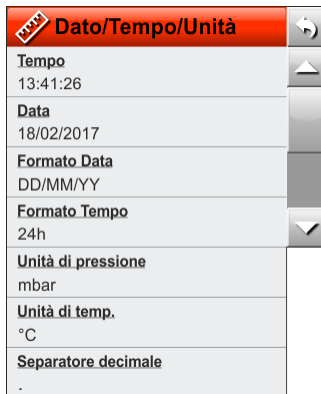 Dato/Tempo/Unità
Tempo
13:41:26
Data
18/02/2017
Formato Data
DD/MM/YY
Formato Tempo
24h
Unità di pressione
mbar
Unità di temp.
°C
Separatore decimale
.